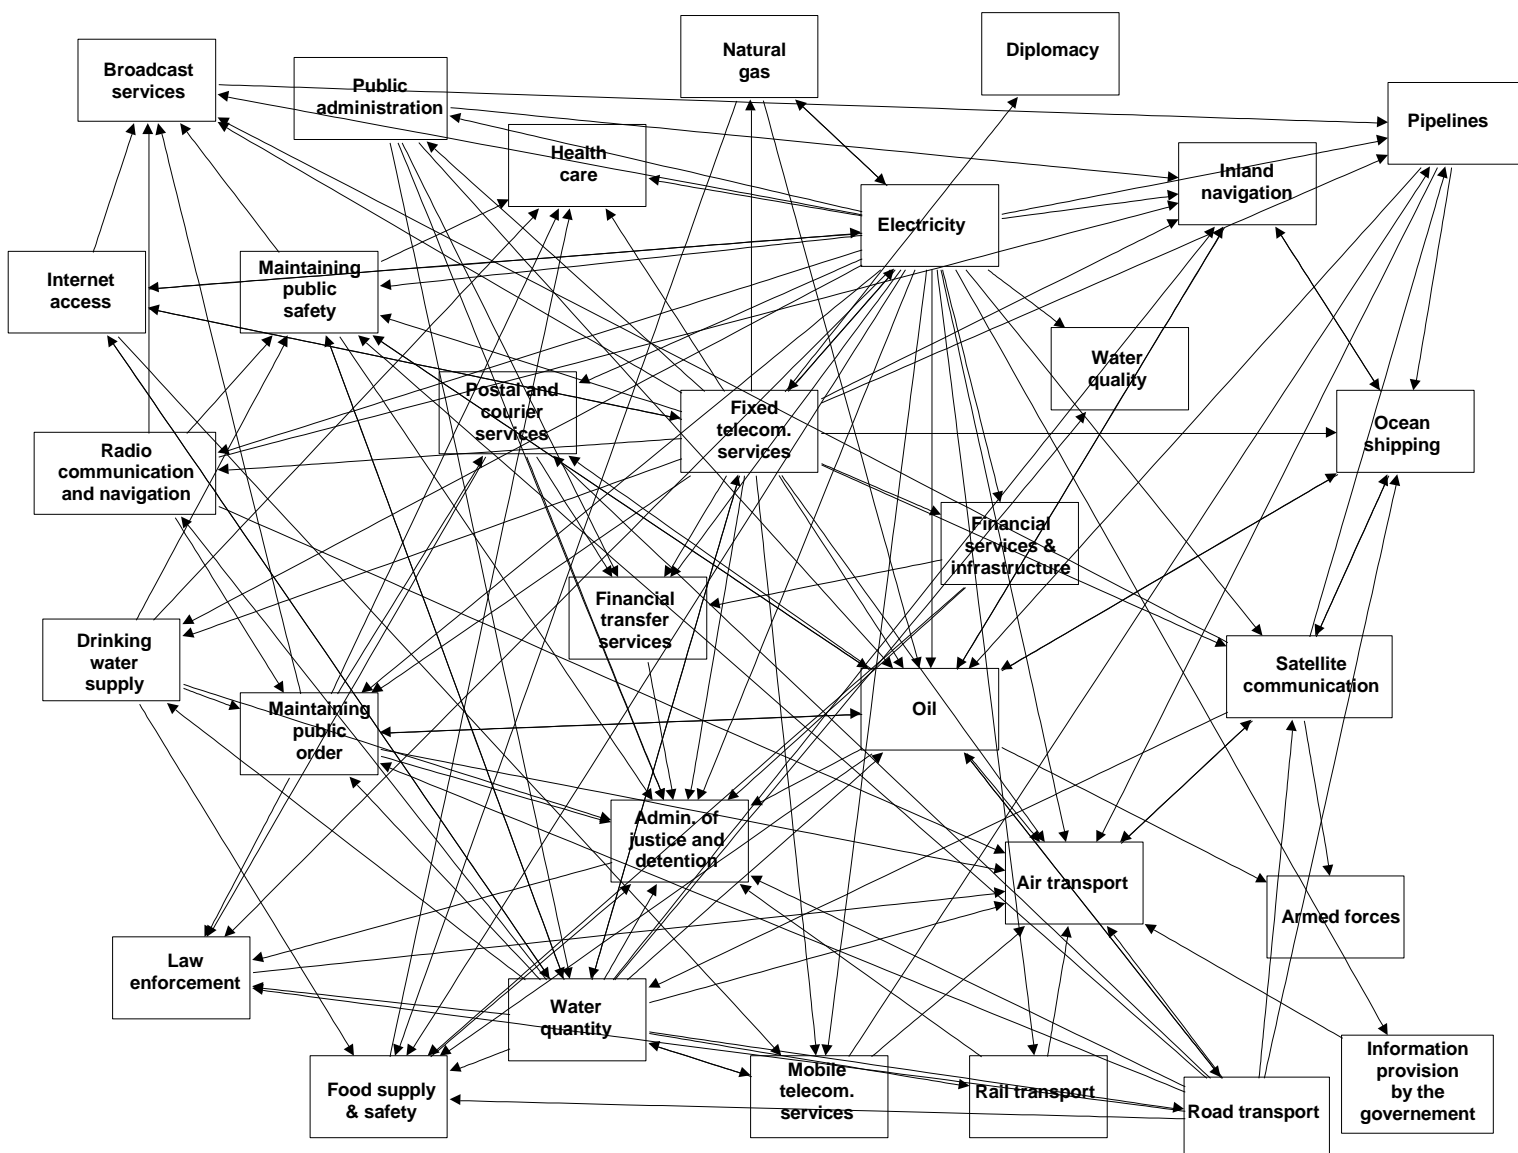 Natural
gas
Diplomacy
Broadcast
services
Public
administration
Pipelines
Health
care
Inland
navigation
Electricity
Internet
access
Maintaining
public
safety
Water
quality
Postal and
courier
services
Fixed
telecom.
services
Ocean
shipping
Radio
communication
and navigation
Financial
services &
infrastructure
Financial
transfer
services
Drinking
water
supply
Satellite
communication
Maintaining
public
order
Oil
Admin. of
justice and
detention
Air transport
Armed forces
Law
enforcement
Water
quantity
Food supply
& safety
Mobile
telecom.
services
Rail transport
Road transport
Information
provision
by the
governement